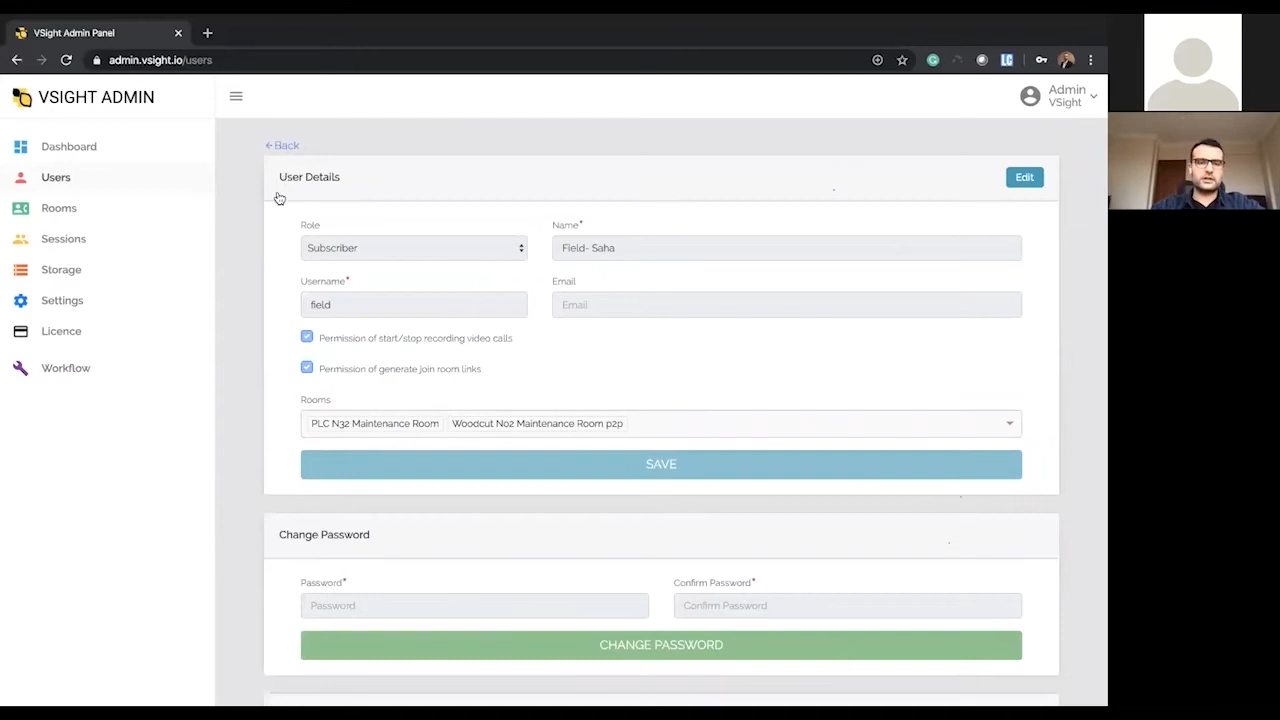 VSight Admin Panel
admin.vsight.io/users
LC
VSIGHT ADMIN
Admin
VSight
Dashboard
Users
Rooms
Sessions
Storage
Settings
Licence
Workflow
Back
User Details
Edit
Role
Name*
Subscriber
Field- Saha
Username*
Email
field
Email
Permission of start/stop recording video calls
Permission of generate join room links
Rooms
PLC N32 Maintenance Room
Woodcut No2 Maintenance Room p2p
SAVE
Change Password
Password*
Confirm Password*
Password
Confirm Password
CHANGE PASSWORD